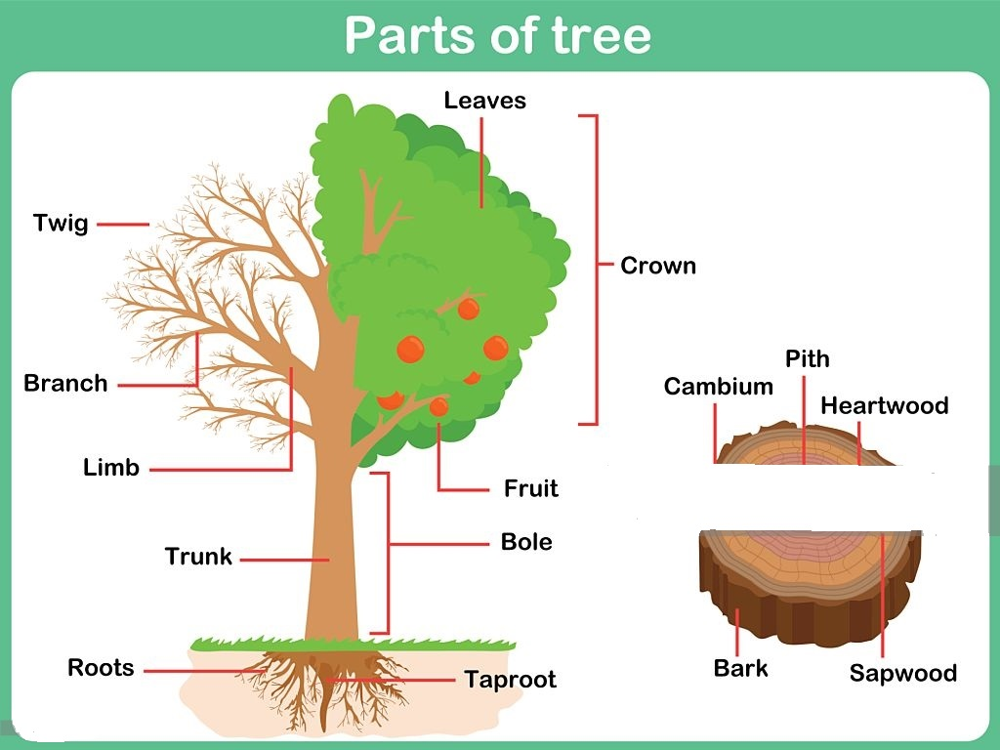 Parts of tree
Leaves
Twig
Crown
Branch
Limb
Fruit
Bole
Trunk
Roots
Taproot
Pith
Cambium
Heartwood
Bark
Sapwood